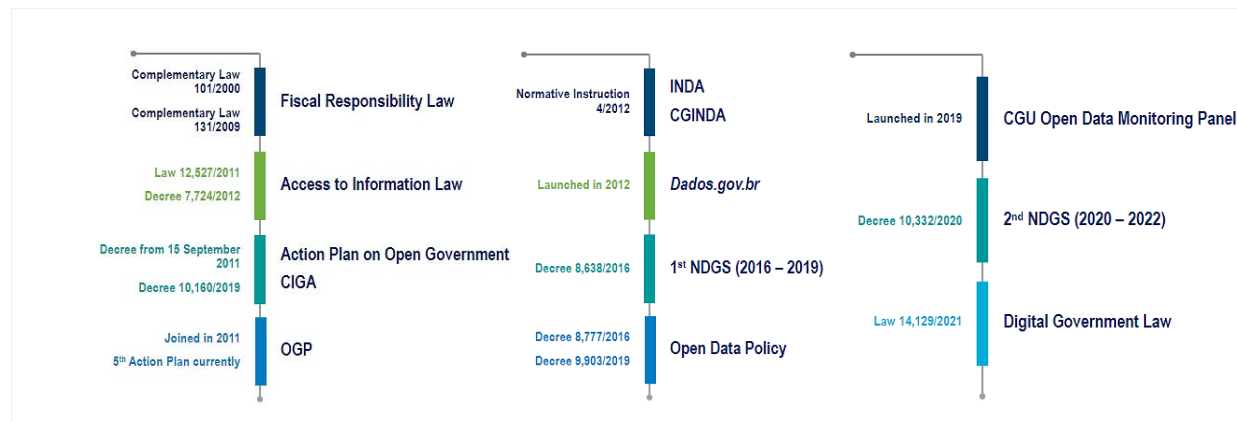 Complementary Law
101/2000
Complementary Law
131/2009
Fiscal Responsibility Law
Law 12,527/2011
Decree 7,724/2012
Access to Information Law
Decree from 15 September
2011
Decree 10,160/2019
Action Plan on Open Government
CIGA
Joined in 2011
5th Action Plan currently
OGP
Normative Instruction
4/2012
INDA
CGINDA
Launched in 2012
Dados.gov.br
Decree 8,638/2016
1st NDGS (2016 – 2019)
Decree 8,777/2016
Decree 9,903/2019
Open Data Policy
Launched in 2019
CGU Open Data Monitoring Panel
Decree 10,332/2020
2nd NDGS (2020 – 2022)
Law 14,129/2021
Digital Government Law